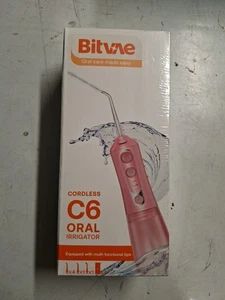 Bitvae
Oral care made easy
CORDLESS
C6
ORAL
IRRIGATOR
Equipped with multi-functional tips